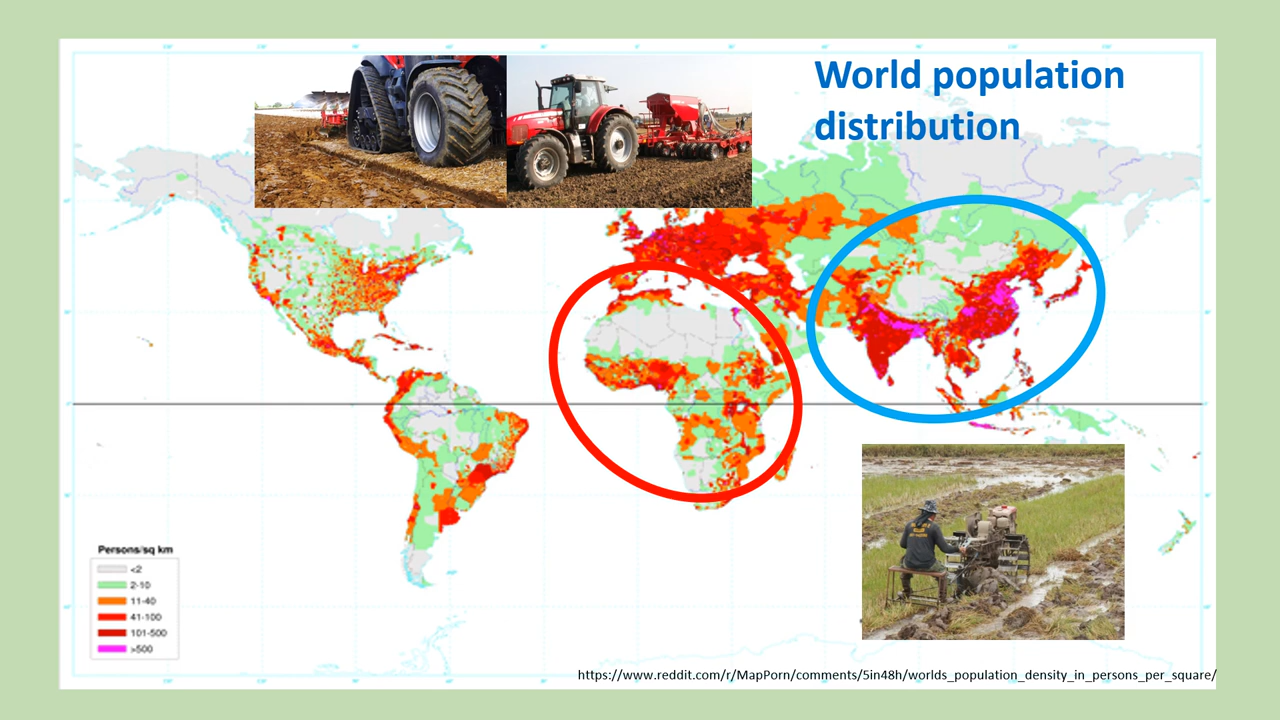 World population
distribution
Persons/sq km
<2
2-10
11-40
41-100
101-500
>500
https://www.reddit.com/r/MapPorn/comments/5in48h/worlds_population_density_in_persons_per_square/